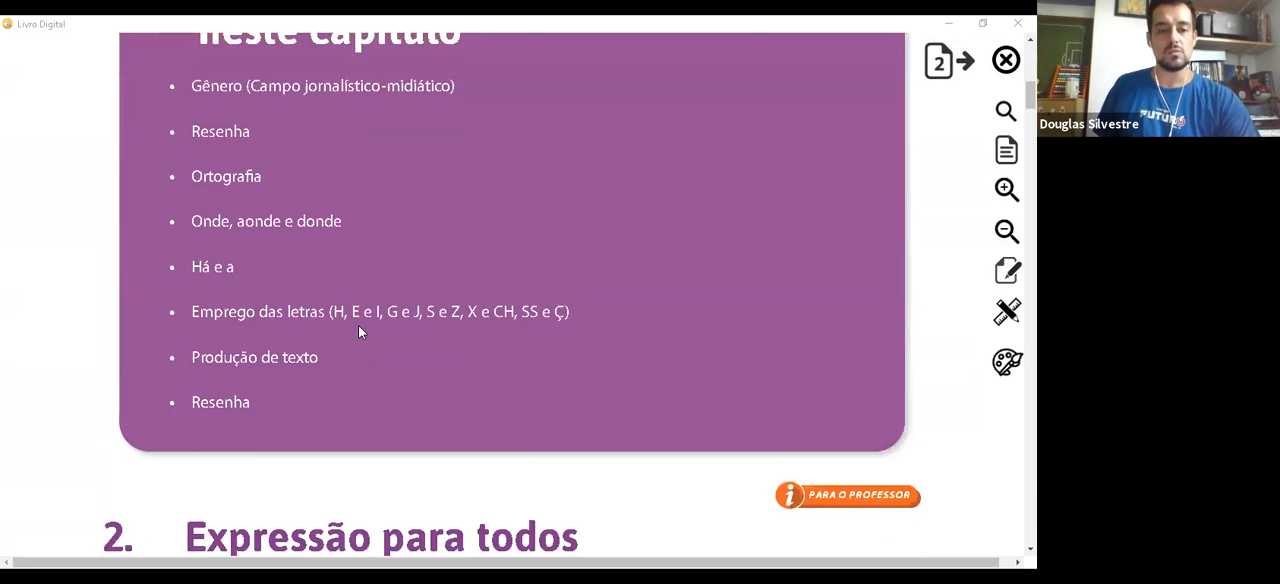 Livro Digital
neste capítulo
• Gênero (Campo jornalístico-midiático)
• Resenha
• Ortografia
• Onde, aonde e donde
• Há e a
• Emprego das letras (H, E e I, G e J, S e Z, X e CH, SS e Ç)
• Produção de texto
• Resenha
i PARA O PROFESSOR
2. Expressão para todos
2
FUTURO
Douglas Silvestre